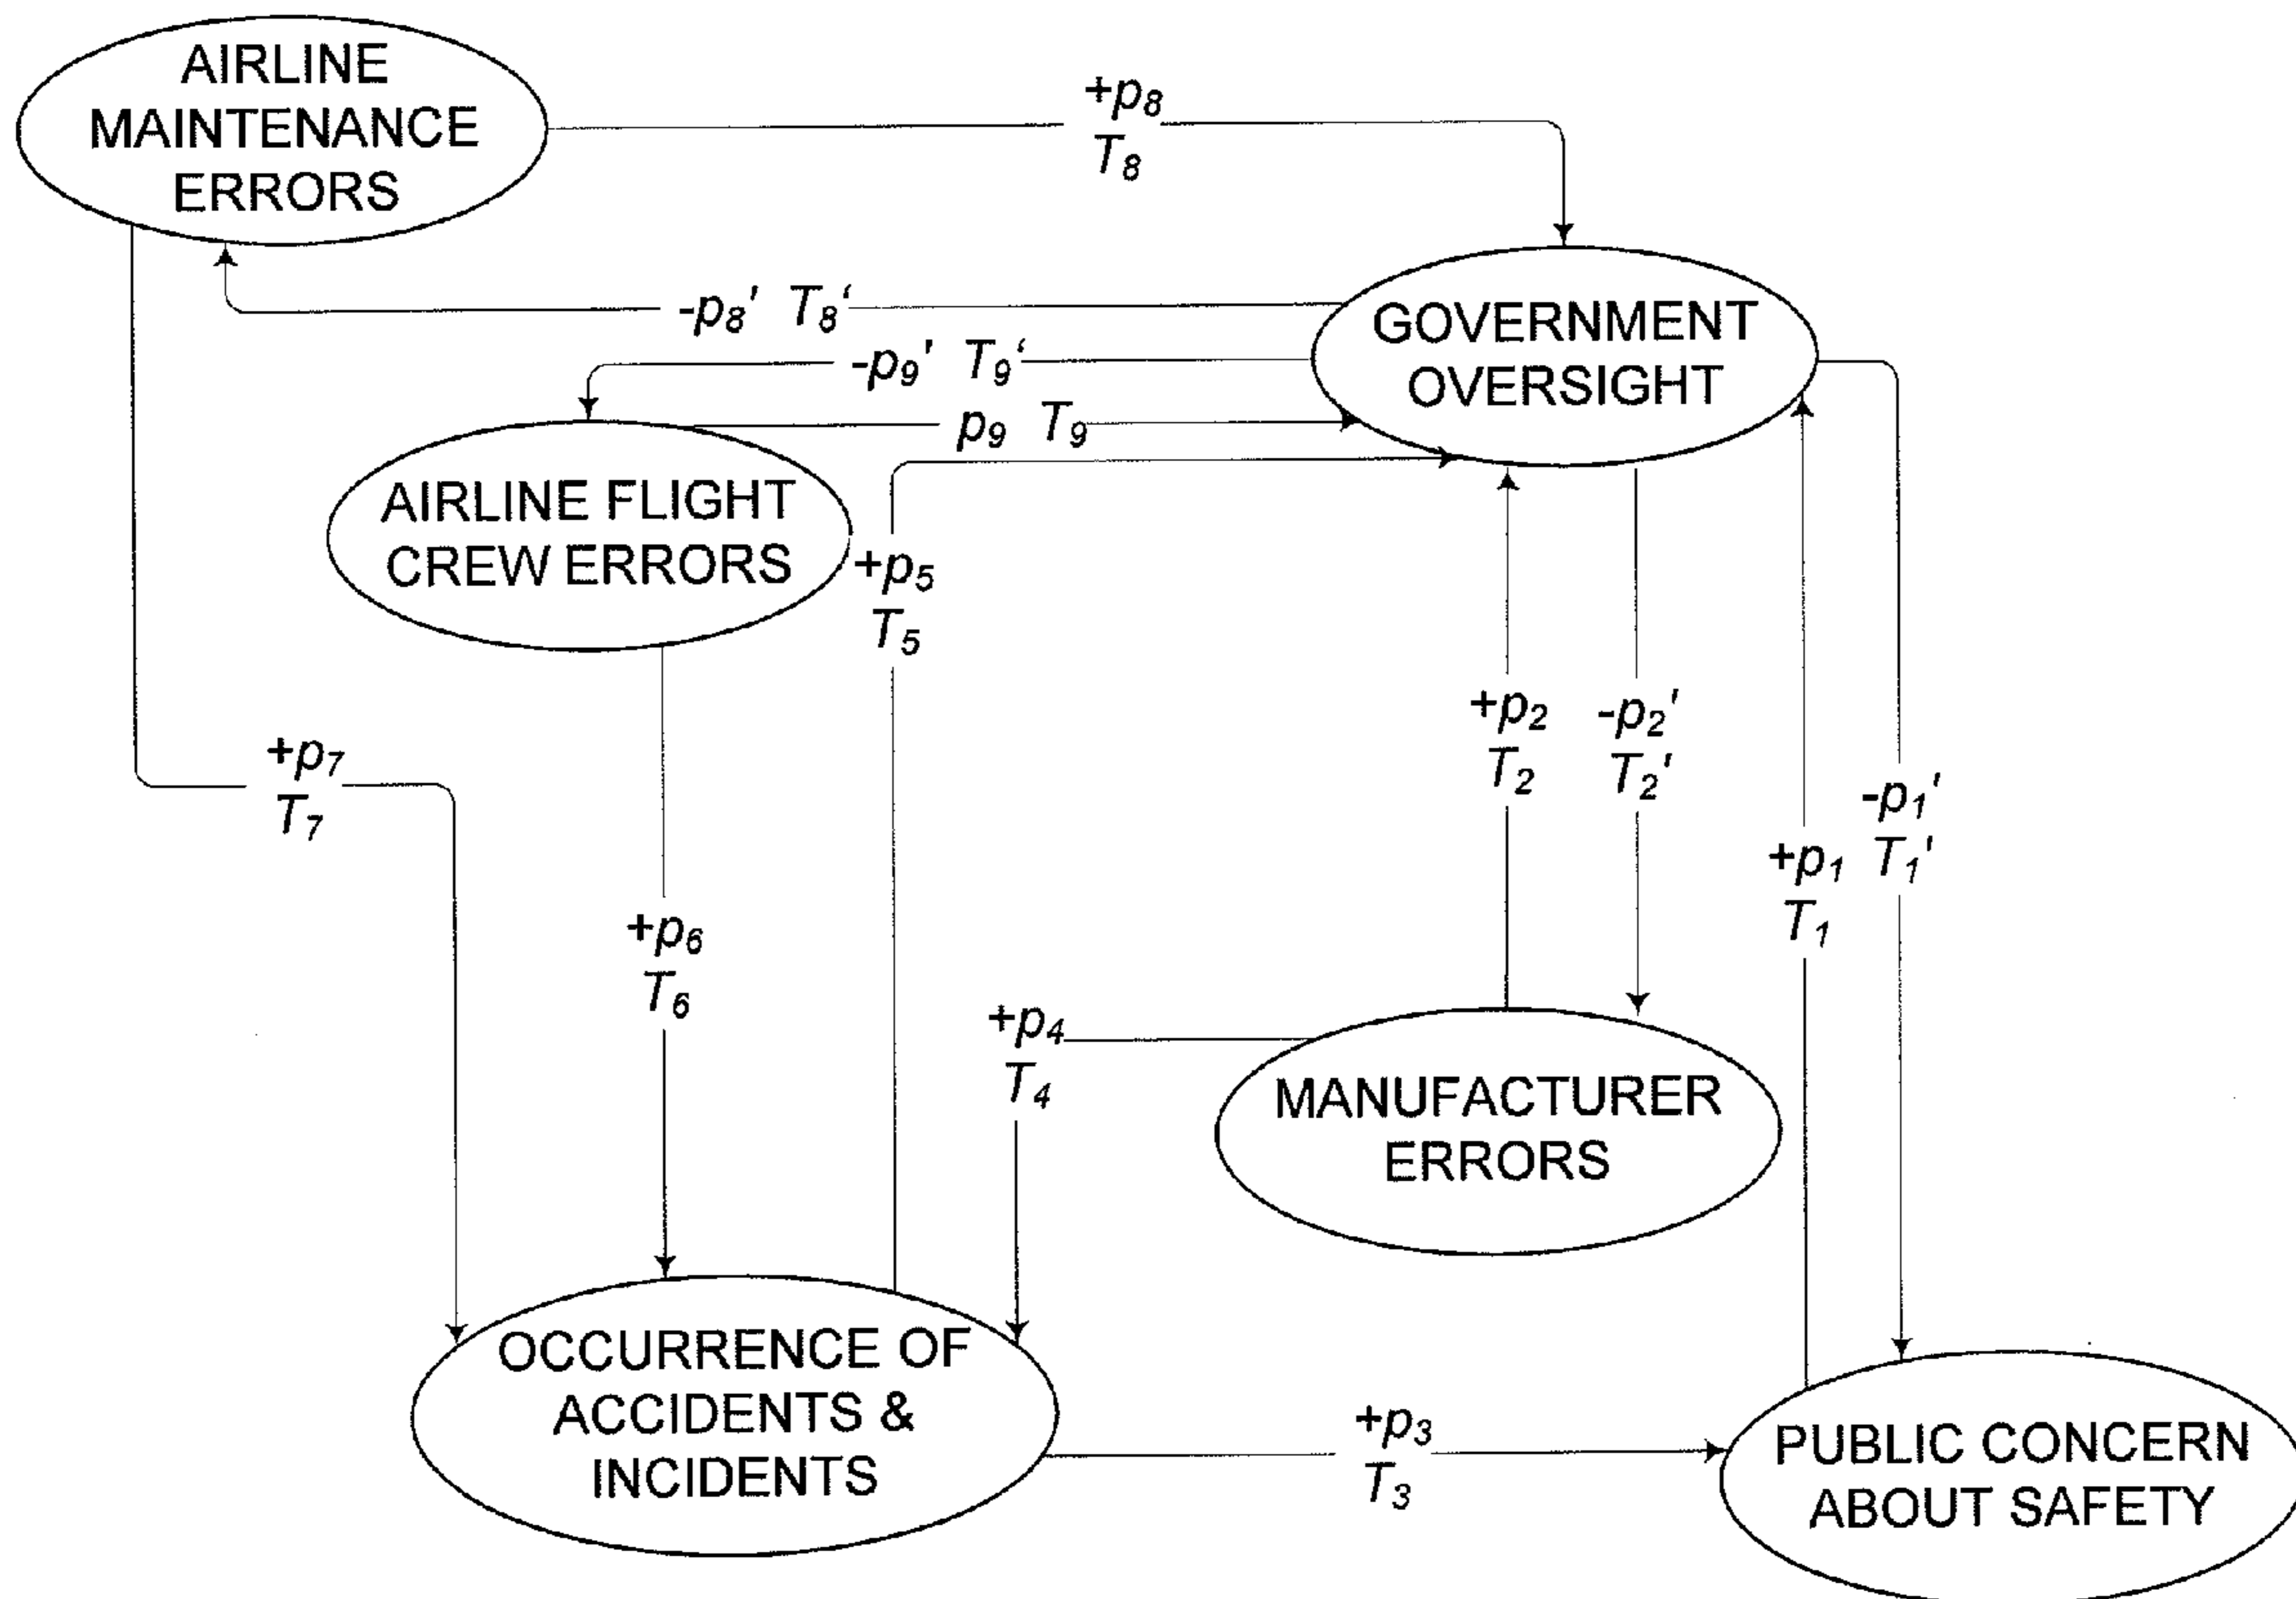 AIRLINE
MAINTENANCE
ERRORS
+p8
T8
-p8' T8'
-p9' T9'
p9 T9
GOVERNMENT
OVERSIGHT
AIRLINE FLIGHT
CREW ERRORS
+p5
T5
+p7
T7
+p6
T6
+p2
T2
-p2'
T2'
+p1
T1
-p1'
T1'
+p4
T4
MANUFACTURER
ERRORS
OCCURRENCE OF
ACCIDENTS &
INCIDENTS
+p3
T3
PUBLIC CONCERN
ABOUT SAFETY